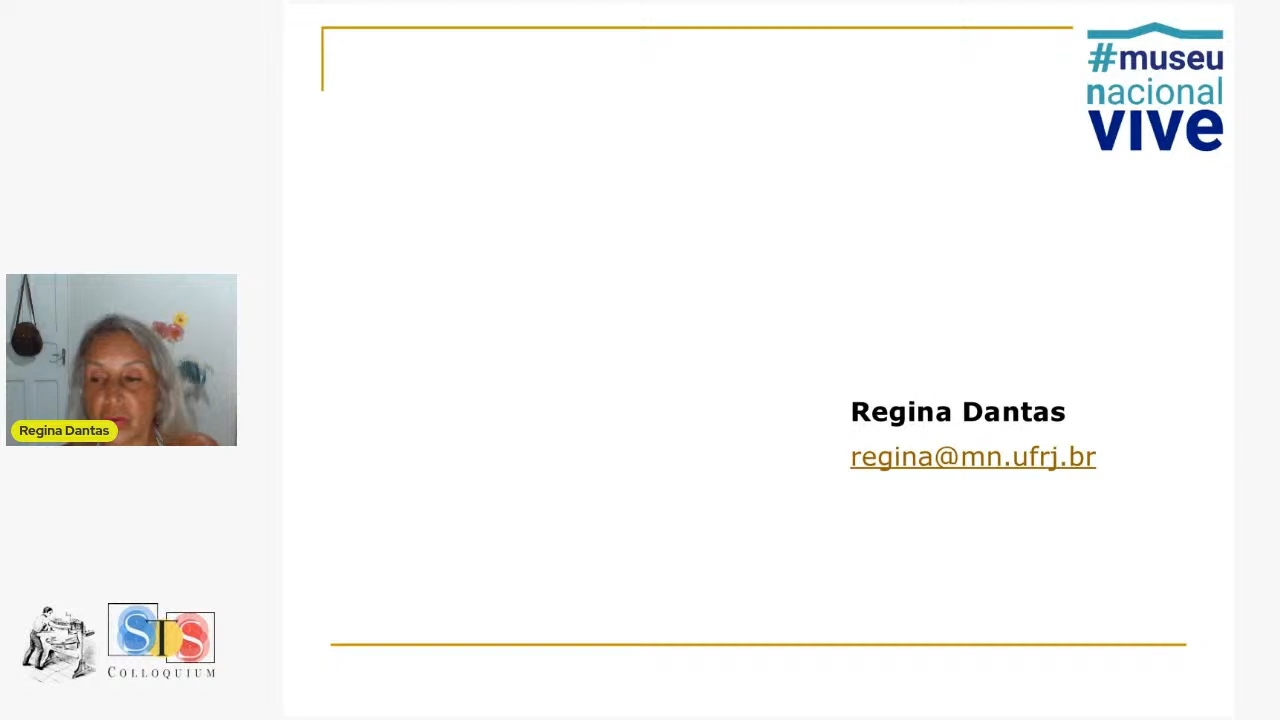 #museu
nacional
vive
Regina Dantas
regina@mn.ufrj.br
Regina Dantas
STS
COLLOQUIUM